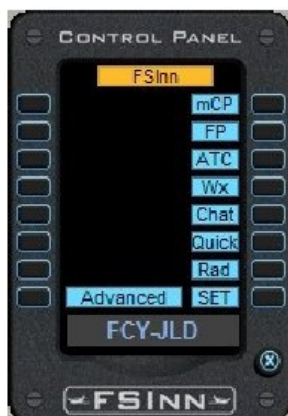 CONTROL PANEL
FSInn
mCP
FP
ATC
Wx
Chat
Quick
Rad
Advanced SET
FCY-JLD
X
FSINN